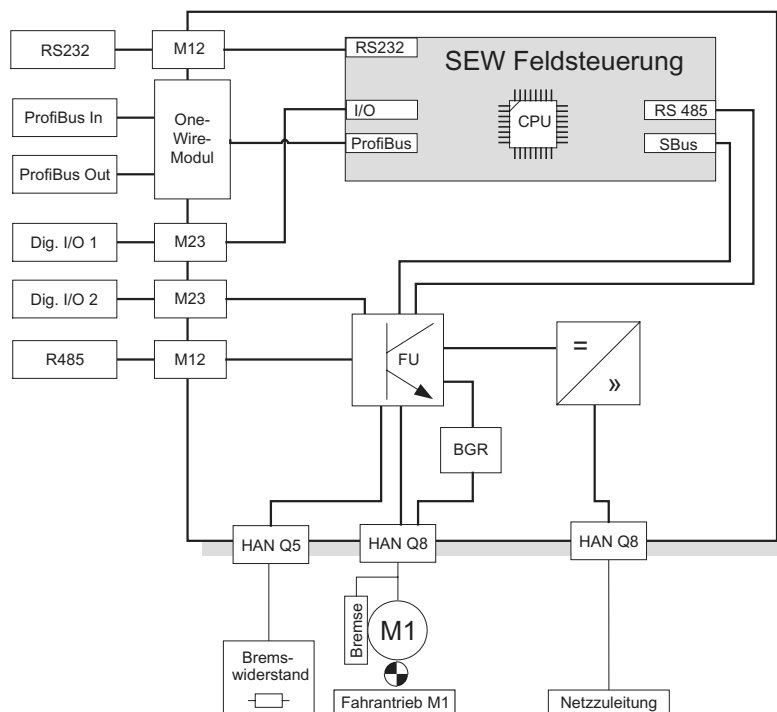 RS232
M12
RS232
SEW Feldsteuerung
ProfiBus In
One-
Wire-
Modul
I/O
CPU
RS 485
ProfiBus
SBus
ProfiBus Out
Dig. I/O 1
M23
Dig. I/O 2
M23
R485
M12
FU
=
»
BGR
HAN Q5
HAN Q8
HAN Q8
Bremse
M1
Brems-
widerstand
Fahrantrieb M1
Netzzuleitung